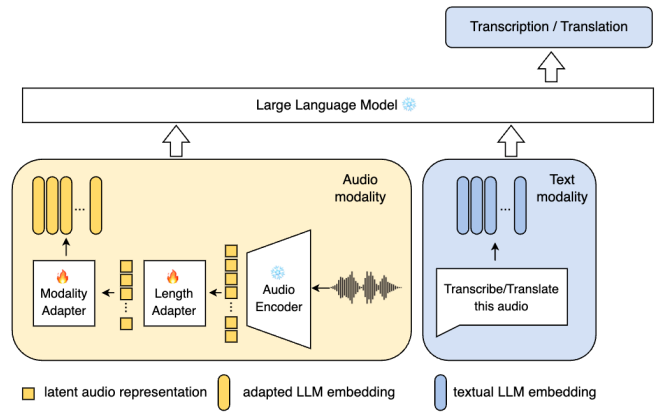 Transcription / Translation
Large Language Model
Audio
modality
Text
modality
Modality
Adapter
Length
Adapter
Audio
Encoder
Transcribe/Translate
this audio
latent audio representation
adapted LLM embedding
textual LLM embedding